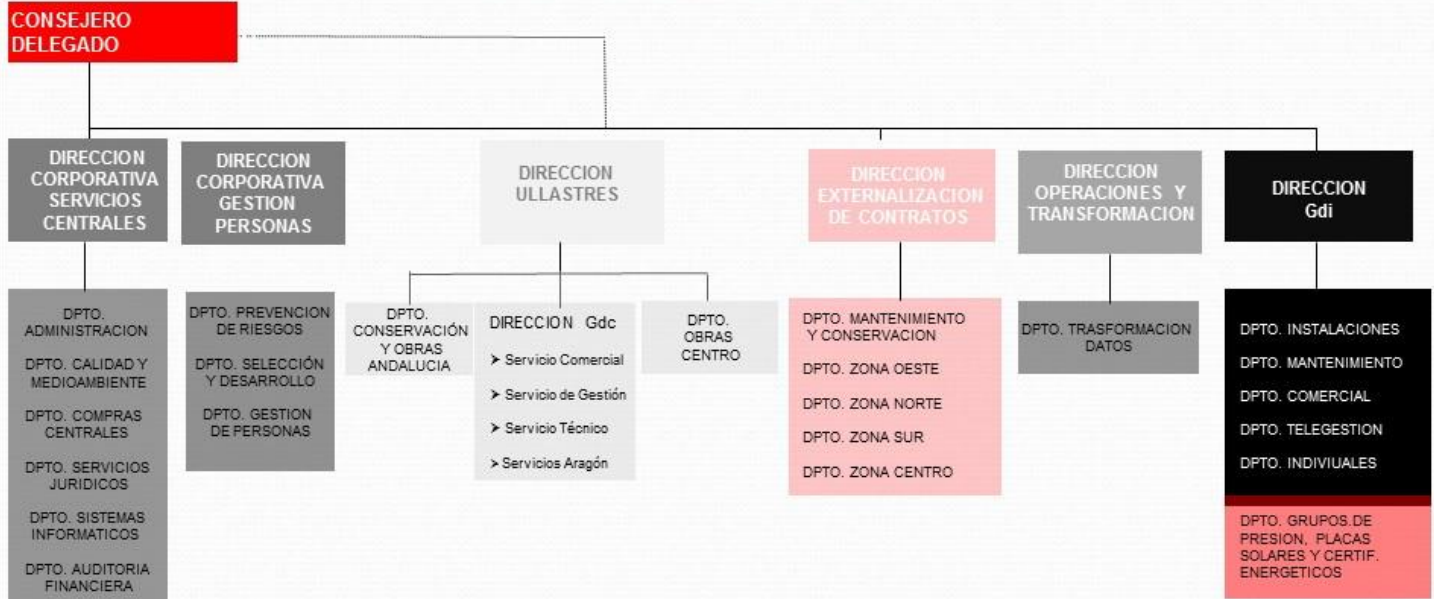 CONSEJERO
DELEGADO
DIRECCION
CORPORATIVA
SERVICIOS
CENTRALES
DIRECCION
CORPORATIVA
GESTION
PERSONAS
DIRECCION
ULLASTRES
DIRECCION
EXTERNALIZACION
DE CONTRATOS
DIRECCION
OPERACIONES Y
TRANSFORMACION
DIRECCION
Gdi
DPTO.
ADMINISTRACION
DPTO. CALIDAD Y
MEDIOAMBIENTE
DPTO. COMPRAS
CENTRALES
DPTO. SERVICIOS
JURIDICOS
DPTO. SISTEMAS
INFORMATICOS
DPTO. AUDITORIA
FINANCIERA
DPTO. PREVENCION
DE RIESGOS
DPTO. SELECCIÓN
Y DESARROLLO
DPTO. GESTION
DE PERSONAS
DPTO.
CONSERVACIÓN
Y OBRAS
ANDALUCIA
DIRECCION Gdc
➤ Servicio Comercial
➤ Servicio de Gestión
➤ Servicio Técnico
➤ Servicios Aragón
DPTO.
OBRAS
CENTRO
DPTO. MANTENIMIENTO
Y CONSERVACION
DPTO. ZONA OESTE
DPTO. ZONA NORTE
DPTO. ZONA SUR
DPTO. ZONA CENTRO
DPTO. TRASFORMACION
DATOS
DPTO. INSTALACIONES
DPTO. MANTENIMIENTO
DPTO. COMERCIAL
DPTO. TELEGESTION
DPTO. INDIVIUALES
DPTO. GRUPOS.DE
PRESION, PLACAS
SOLARES Y CERTIF.
ENERGETICOS